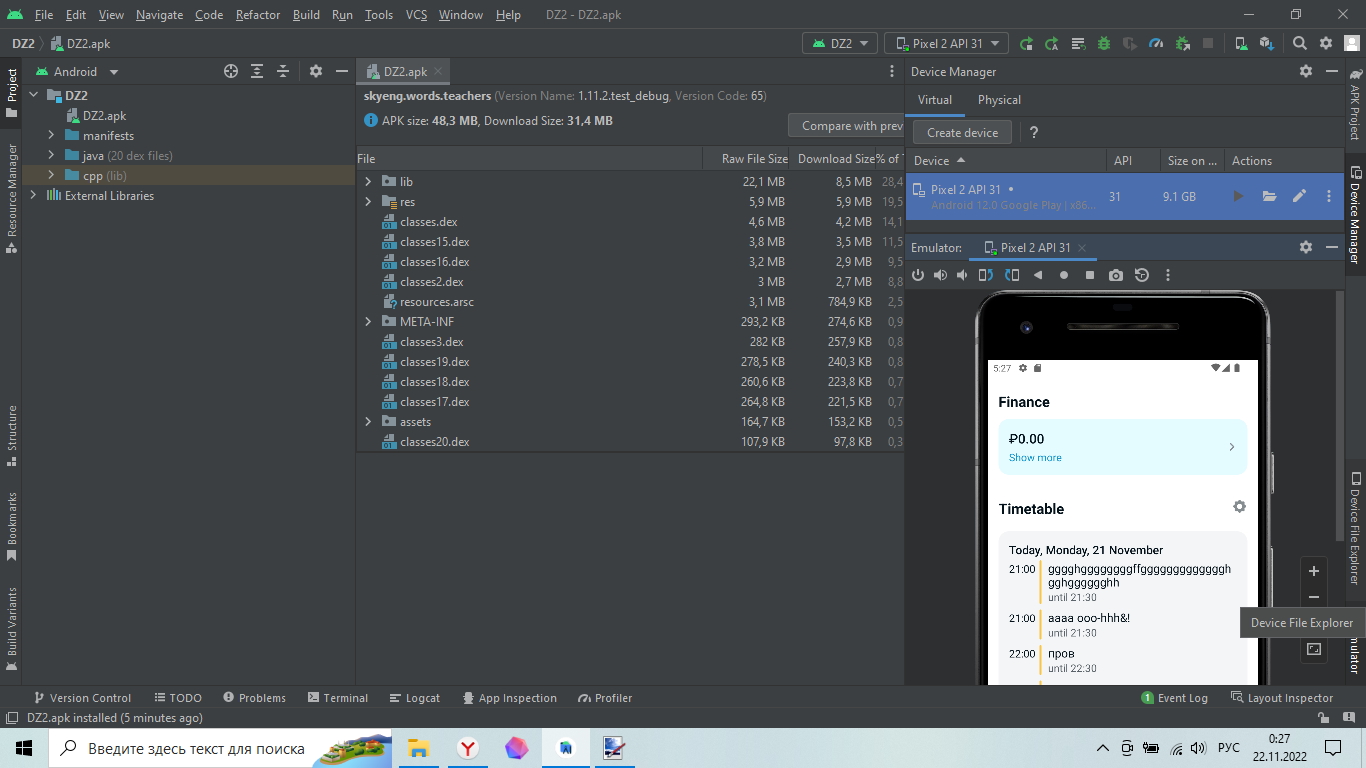 File Edit View Navigate Code Refactor Build Run Tools VCS Window Help DZ2 - DZ2.apk
DZ2 DZ2.apk DZ2 Pixel 2 API 31
Project
Resource Manager
Structure
Bookmarks
Build Variants
Android
DZ2
DZ2.apk
manifests
java (20 dex files)
cpp (lib)
External Libraries
DZ2.apk
skyeng.words.teachers (Version Name: 1.11.2.test_debug, Version Code: 65)
APK size: 48,3 MB, Download Size: 31,4 MB
Compare with prev
File Raw File Size Download Size % of
lib 22,1 MB 8,5 MB 28,4
res 5,9 MB 5,9 MB 19,5
classes.dex 4,6 MB 4,2 MB 14,1
classes15.dex 3,8 MB 3,5 MB 11,5
classes16.dex 3,2 MB 2,9 MB 9,5
classes2.dex 3 MB 2,7 MB 8,8
resources.arsc 3,1 MB 784,9 KB 2,5
META-INF 293,2 KB 274,6 KB 0,9
classes3.dex 282 KB 257,9 KB 0,8
classes19.dex 278,5 KB 240,3 KB 0,8
classes18.dex 260,6 KB 223,8 KB 0,7
classes17.dex 264,8 KB 221,5 KB 0,7
assets 164,7 KB 153,2 KB 0,5
classes20.dex 107,9 KB 97,8 KB 0,3
Device Manager
Virtual Physical
Create device ?
Device API Size on ... Actions
Pixel 2 API 31 31 9.1 GB
Android 12.0 Google Play | x86...
Emulator: Pixel 2 API 31
5:27
Finance
₽0.00
Show more
Timetable
Today, Monday, 21 November
21:00 gggghggggggggffggggggggggggggh
gghggggggghh
until 21:30
21:00 aaaa ooo-hhh&!
until 21:30
22:00 пров
until 22:30
APK Project
Device Manager
Device File Explorer
Device File Explorer
mulator
Version Control TODO Problems Terminal Logcat App Inspection Profiler 1 Event Log Layout Inspector
DZ2.apk installed (5 minutes ago)
Введите здесь текст для поиска
РУС
0:27
22.11.2022